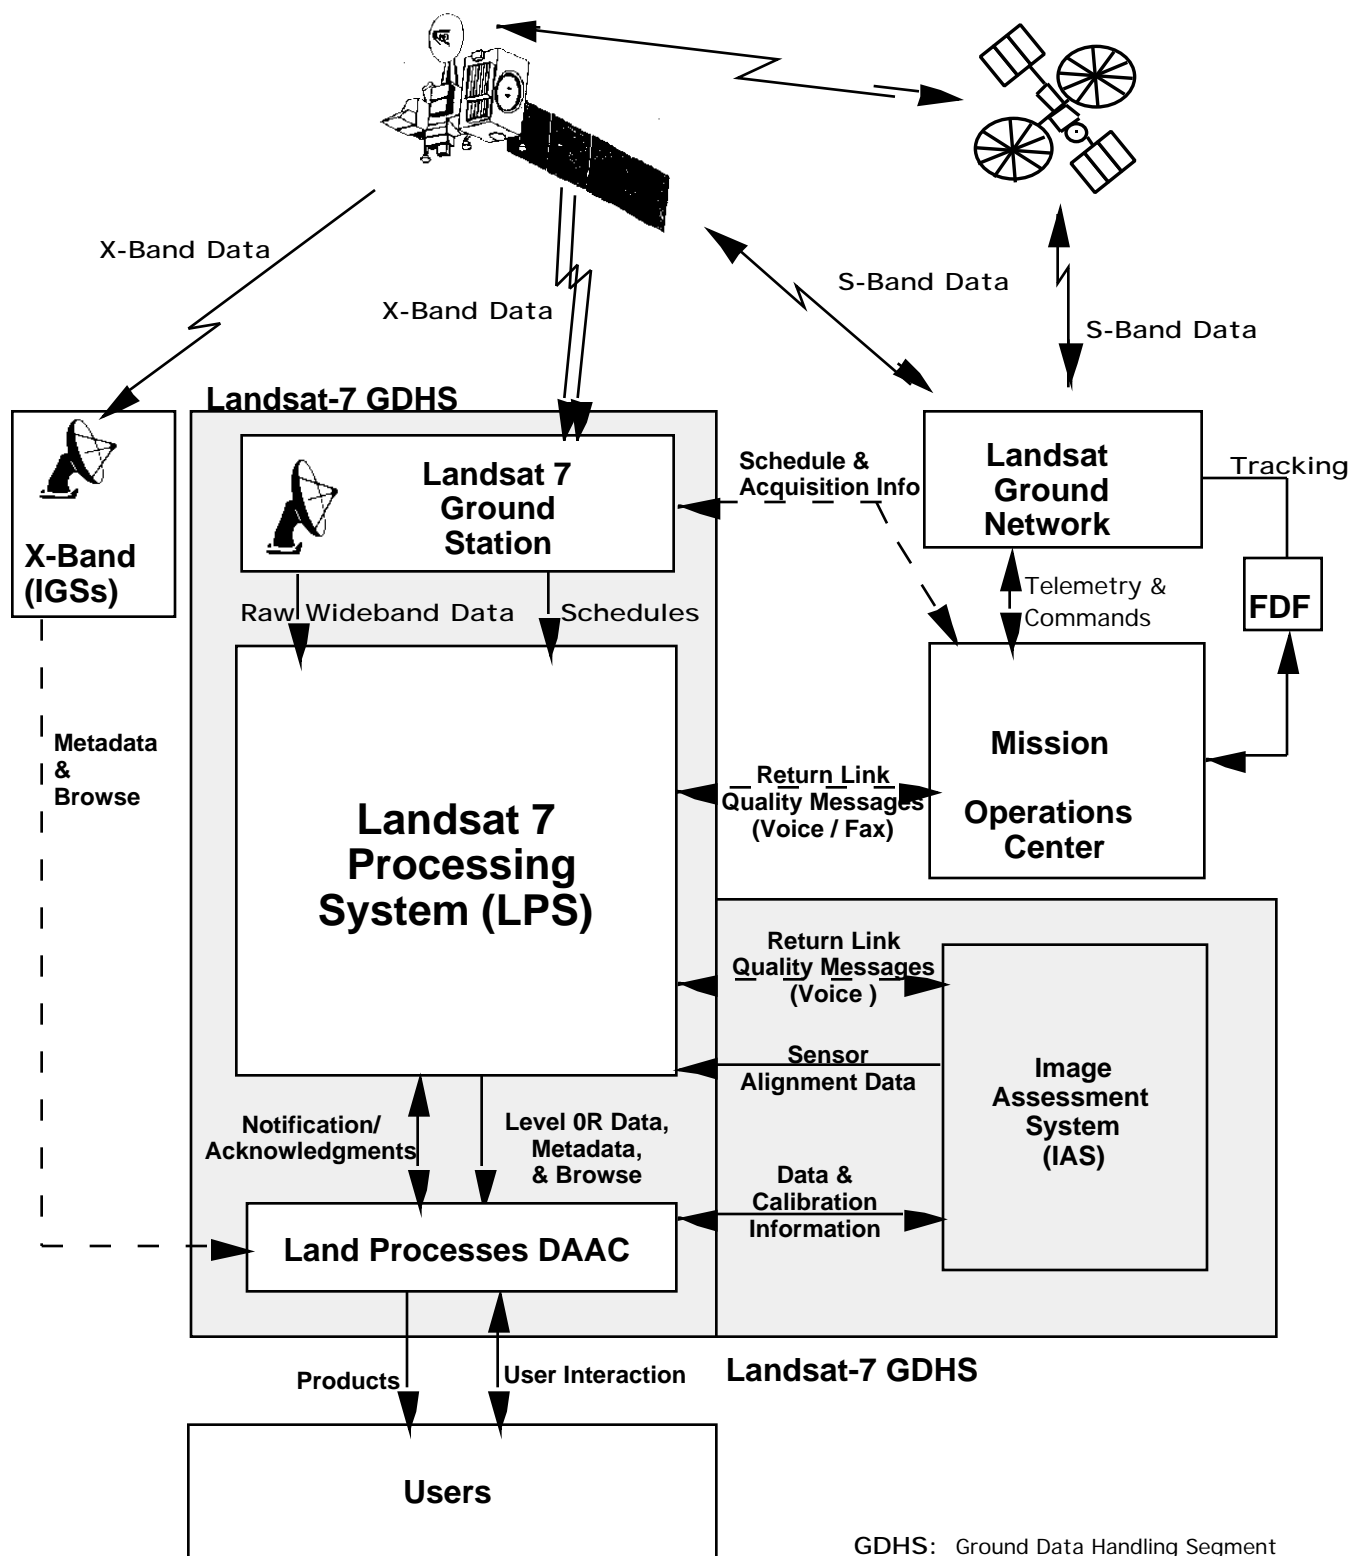 X-Band Data
X-Band Data
S-Band Data
S-Band Data
Landsat-7 GDHS
X-Band
(IGSs)
Landsat 7
Ground
Station
Schedule &
Acquisition Info
Landsat
Ground
Network
Tracking
FDF
Telemetry &
Commands
Raw Wideband Data
Schedules
Metadata
&
Browse
Landsat 7
Processing
System (LPS)
Return Link
Quality Messages
(Voice / Fax)
Mission
Operations
Center
Return Link
Quality Messages
(Voice )
Sensor
Alignment Data
Image
Assessment
System
(IAS)
Notification/
Acknowledgments
Level 0R Data,
Metadata,
& Browse
Data &
Calibration
Information
Land Processes DAAC
Products
User Interaction
Landsat-7 GDHS
Users
GDHS: Ground Data Handling Segment